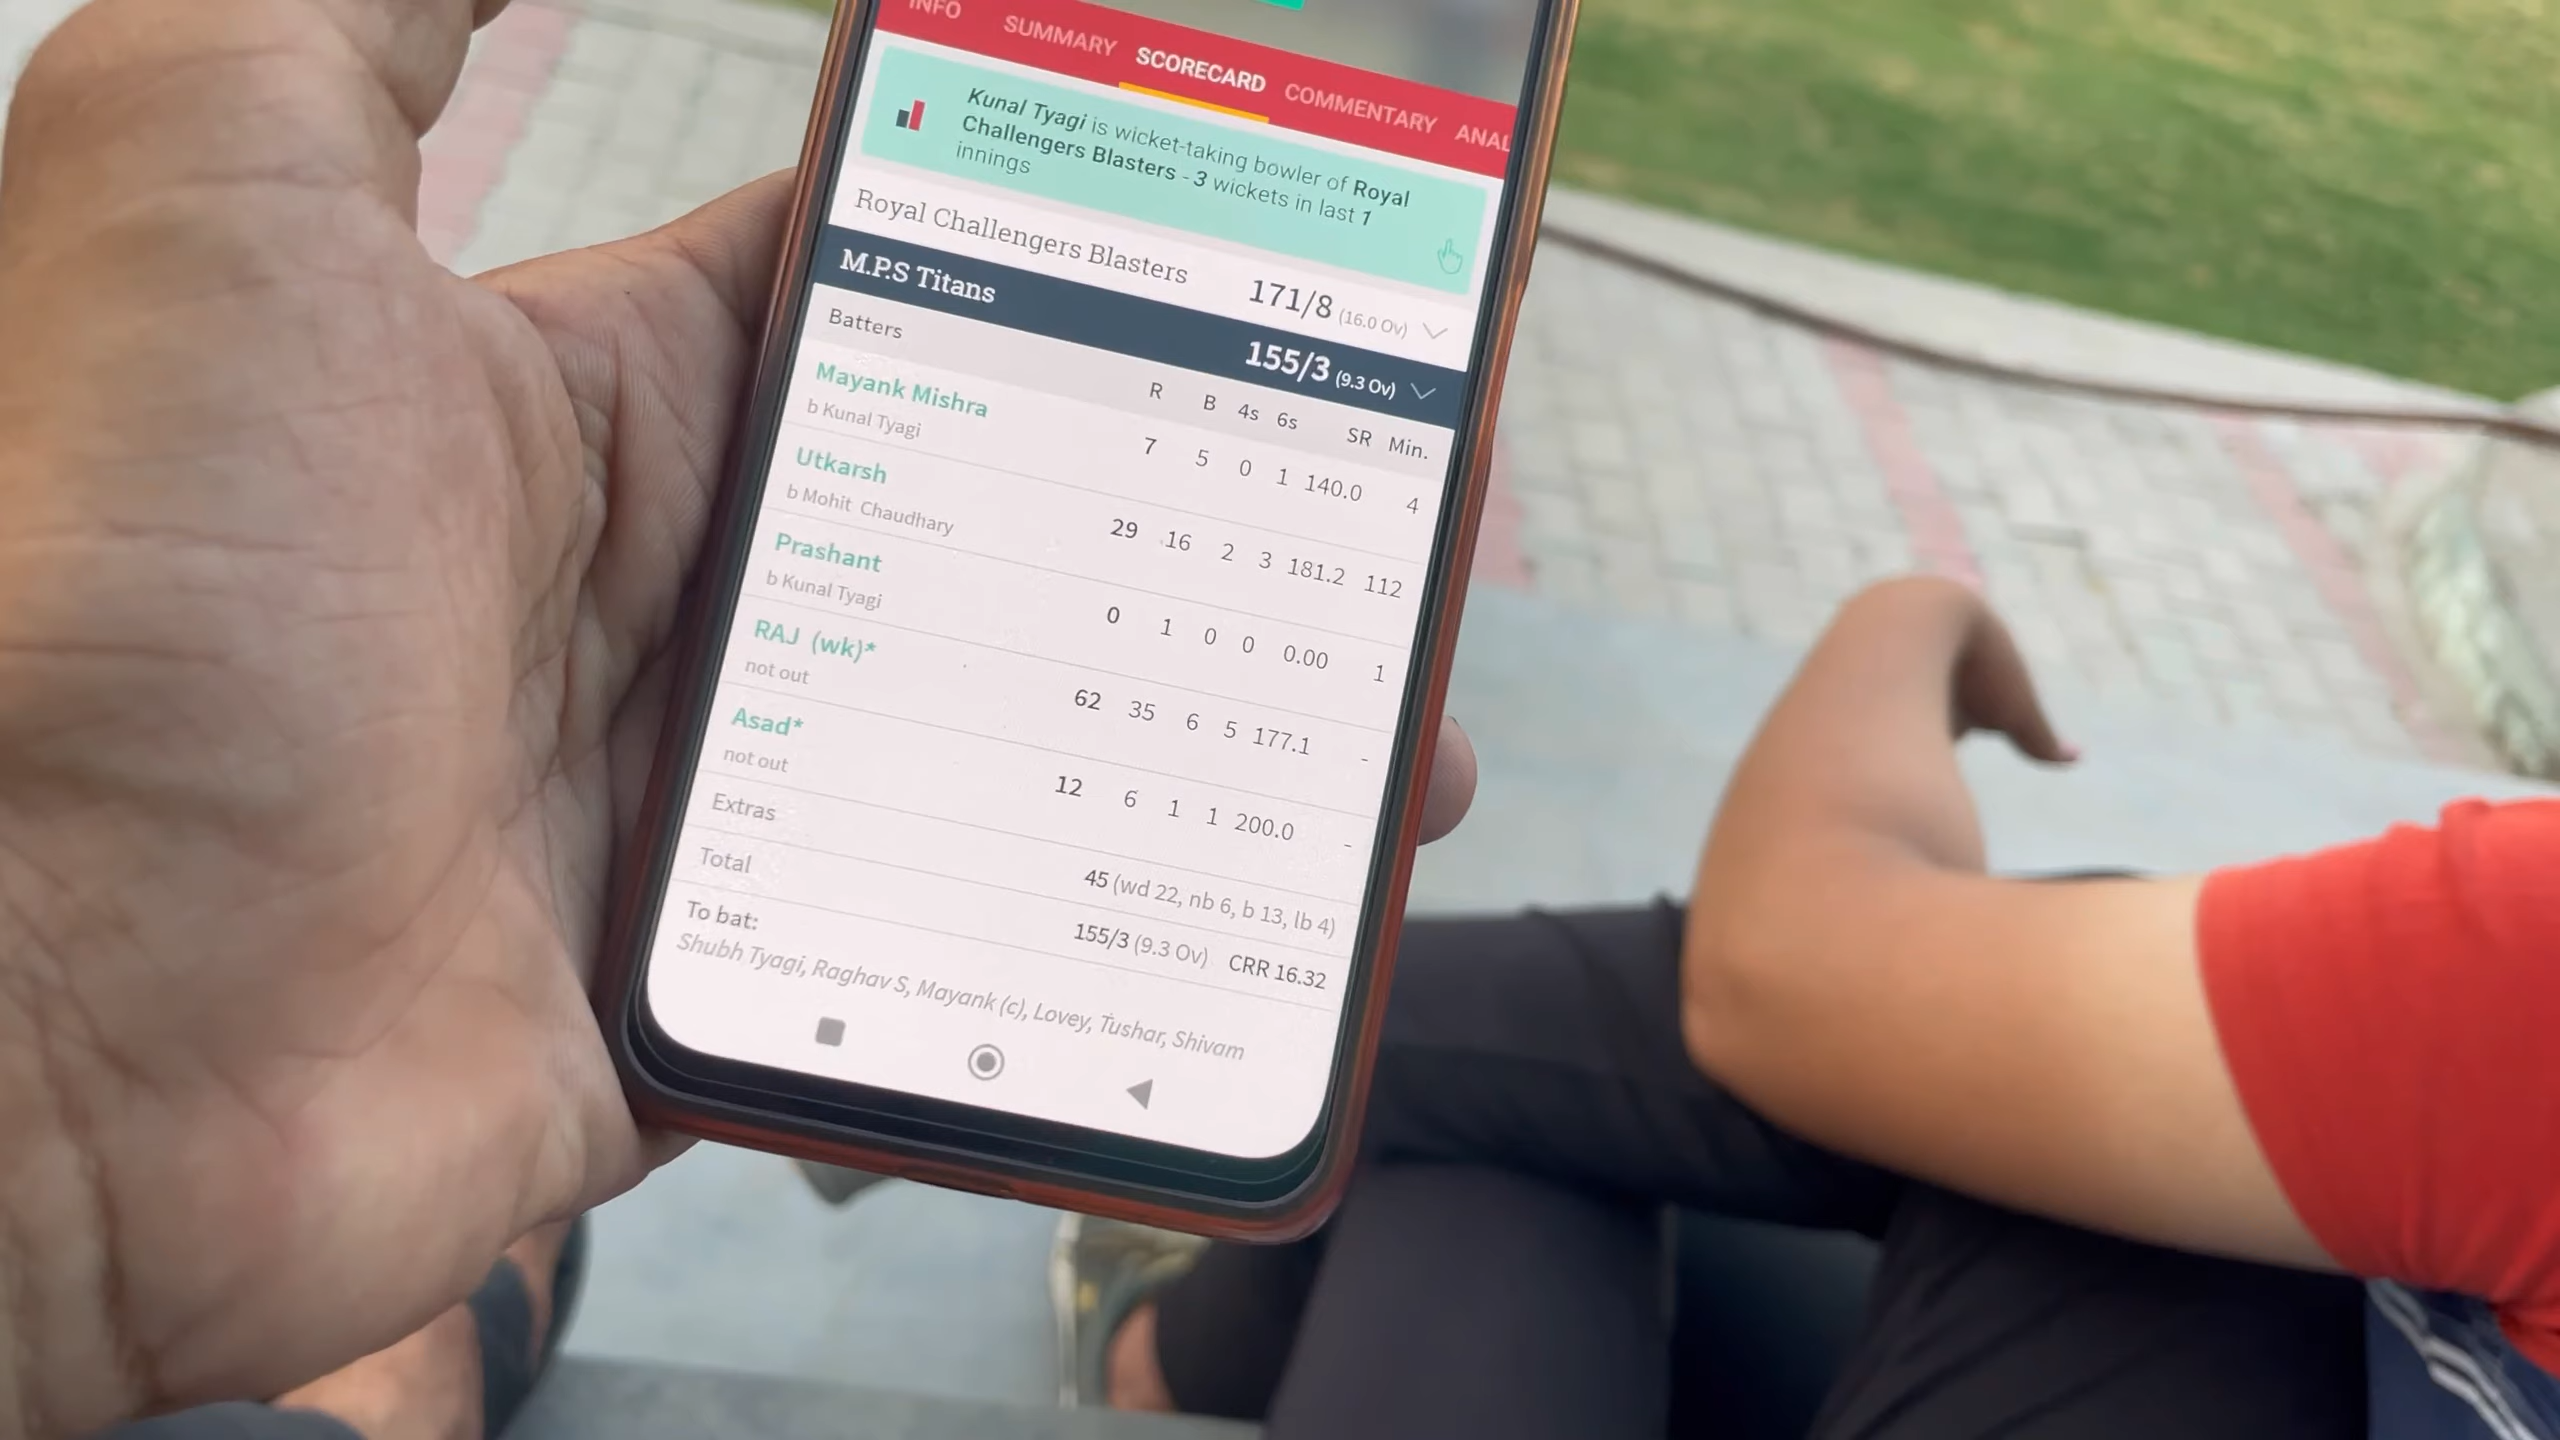 INFO SUMMARY SCORECARD COMMENTARY
Kunal Tyagi is wicket-taking bowler of Royal
Challengers Blasters - 3 wickets in last 1
innings
Royal Challengers Blasters 171/8 (16.0 Ov)
M.P.S Titans 155/3 (9.3 Ov)
Batters R B 4s 6s SR Min.
Mayank Mishra 7 5 0 1 140.0 4
b Kunal Tyagi
Utkarsh 29 16 2 3 181.2 112
b Mohit Chaudhary
Prashant 0 1 0 0 0.00 1
b Kunal Tyagi
RAJ (wk)* 62 35 6 5 177.1 -
not out
Asad* 12 6 1 1 200.0 -
not out
Extras 45 (wd 22, nb 6, b 13, lb 4)
Total 155/3 (9.3 Ov) CRR 16.32
To bat:
Shubh Tyagi, Raghav S, Mayank (c), Lovey, Tushar, Shivam